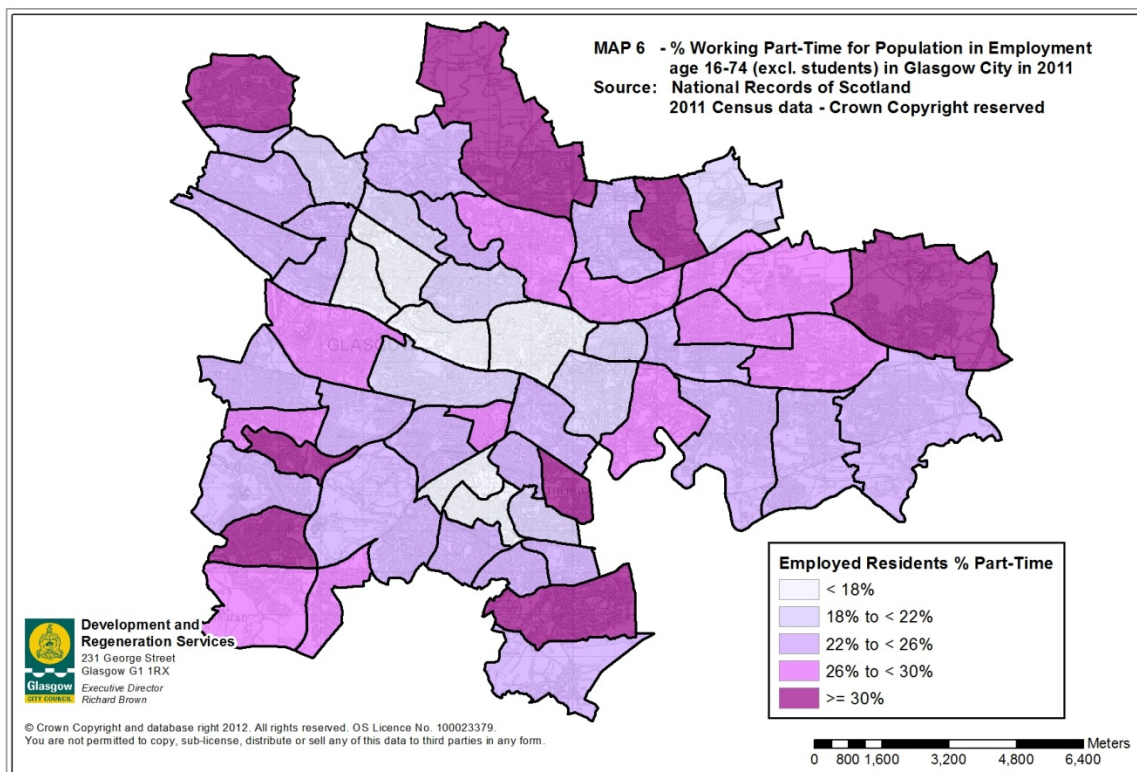 MAP 6 - % Working Part-Time for Population in Employment
age 16-74 (excl. students) in Glasgow City in 2011
Source: National Records of Scotland
2011 Census data - Crown Copyright reserved
GLASGO
THERG
Employed Residents % Part-Time
< 18%
18% to < 22%
22% to < 26%
26% to < 30%
>= 30%
Development and
Regeneration Services
231 George Street
Glasgow G1 1RX
Executive Director
Richard Brown
Glasgow
CITY COUNCIL
© Crown Copyright and database right 2012. All rights reserved. OS Licence No. 100023379.
You are not permitted to copy, sub-license, distribute or sell any of this data to third parties in any form.
Meters
0 800 1,600 3,200 4,800 6,400